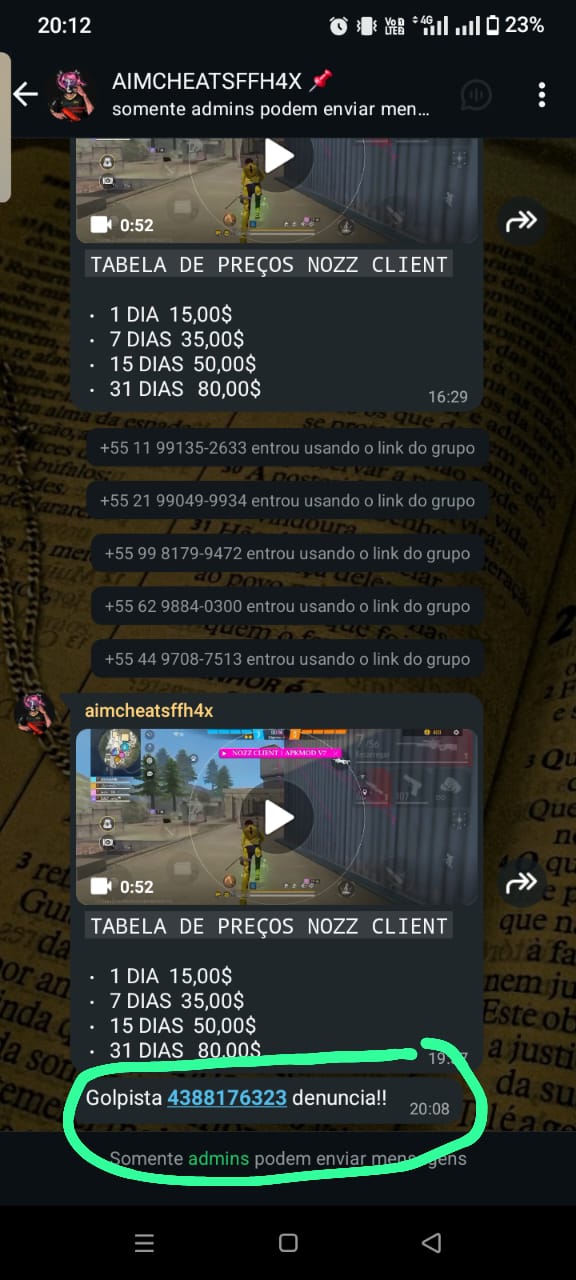 20:12
Vo D
LTE2
4G
23%
AIMCHEATSFFH4X 📌
somente admins podem enviar men...
0:52
TABELA DE PREÇOS NOZZ CLIENT
· 1 DIA 15,00$
· 7 DIAS 35,00$
· 15 DIAS 50,00$
· 31 DIAS 80,00$
16:29
+55 11 99135-2633 entrou usando o link do grupo
+55 21 99049-9934 entrou usando o link do grupo
+55 99 8179-9472 entrou usando o link do grupo
+55 62 9884-0300 entrou usando o link do grupo
+55 44 9708-7513 entrou usando o link do grupo
aimcheatsffh4x
NOZZ CLIENT | APKMOD V7
0:52
TABELA DE PREÇOS NOZZ CLIENT
· 1 DIA 15,00$
· 7 DIAS 35,00$
· 15 DIAS 50,00$
· 31 DIAS 80,00$
Golpista 4388176323 denuncia!!
20:08
Somente admins podem enviar mensagens